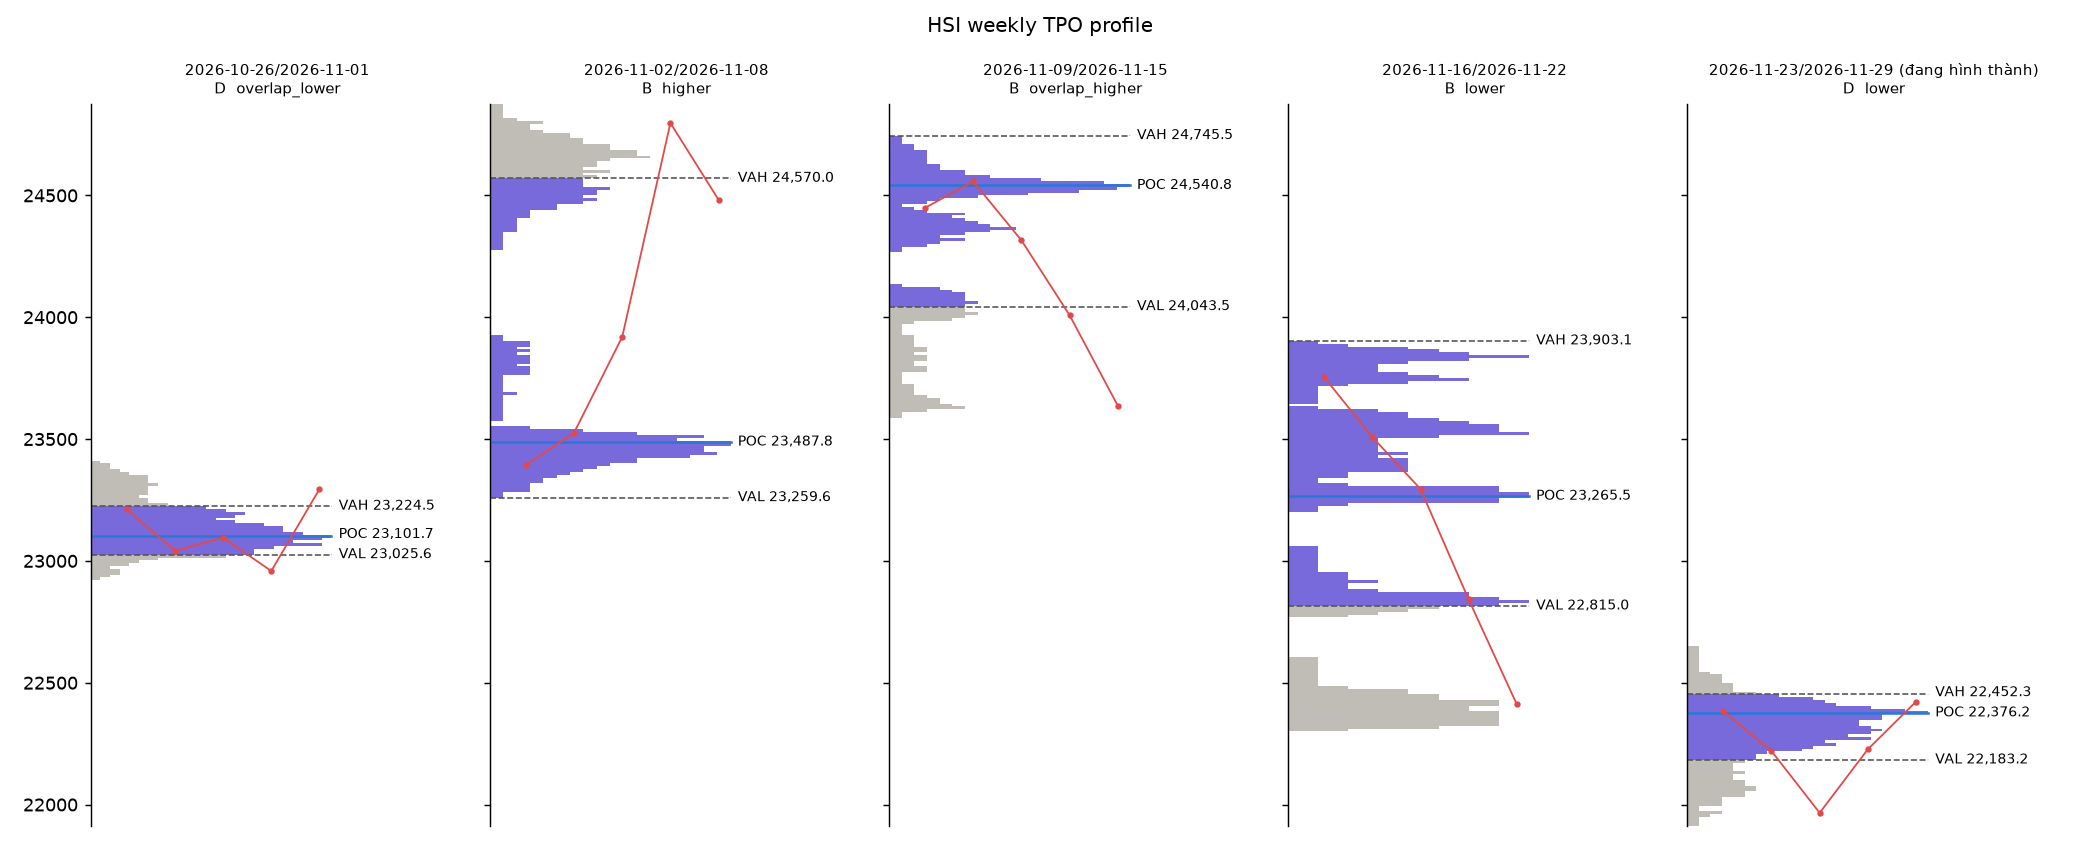 HSI weekly TPO profile
2026-10-26/2026-11-01
D  overlap_lower
2026-11-02/2026-11-08
B  higher
2026-11-09/2026-11-15
B  overlap_higher
2026-11-16/2026-11-22
B  lower
2026-11-23/2026-11-29 (đang hình thành)
D  lower
24500
24000
23500
23000
22500
22000
VAH 23,224.5
POC 23,101.7
VAL 23,025.6
VAH 24,570.0
POC 23,487.8
VAL 23,259.6
VAH 24,745.5
POC 24,540.8
VAL 24,043.5
VAH 23,903.1
POC 23,265.5
VAL 22,815.0
VAH 22,452.3
POC 22,376.2
VAL 22,183.2